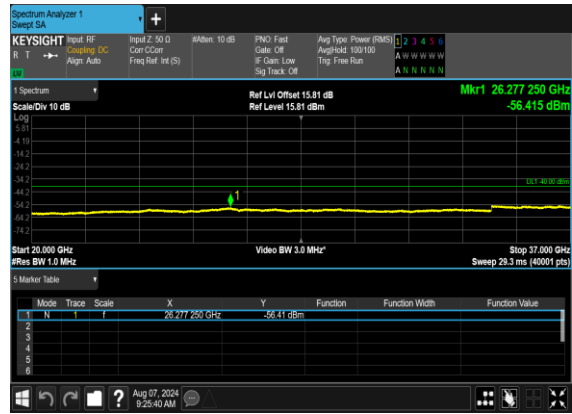 Spectrum Analyzer 1
Swept SA
+
KEYSIGHT Input: RF Input Z: 50 Ω #Atten: 10 dB PNO: Fast Avg Type: Power (RMS) 1 2 3 4 5 6
R T Coupling: DC Corr CCorr Gate: Off Avg|Hold: 100/100 A W W W W W
Align: Auto Freq Ref: Int (S) IF Gain: Low Trig: Free Run
Sig Track: Off A N N N N N
1 Spectrum Ref Lvl Offset 15.81 dB Mkr1 26.277 250 GHz
Scale/Div 10 dB Ref Level 15.81 dBm -56.415 dBm
Log
5.81
-4.19
-14.2
-24.2
-34.2
DL1 -40.00 dBm
-44.2
1
-54.2
-64.2
-74.2
Start 20.000 GHz Video BW 3.0 MHz* Stop 37.000 GHz
#Res BW 1.0 MHz Sweep 29.3 ms (40001 pts)
5 Marker Table
Mode Trace Scale X Y Function Function Width Function Value
1 N 1 f 26.277 250 GHz -56.41 dBm
2
3
4
5
6
? Aug 07, 2024
9:25:40 AM